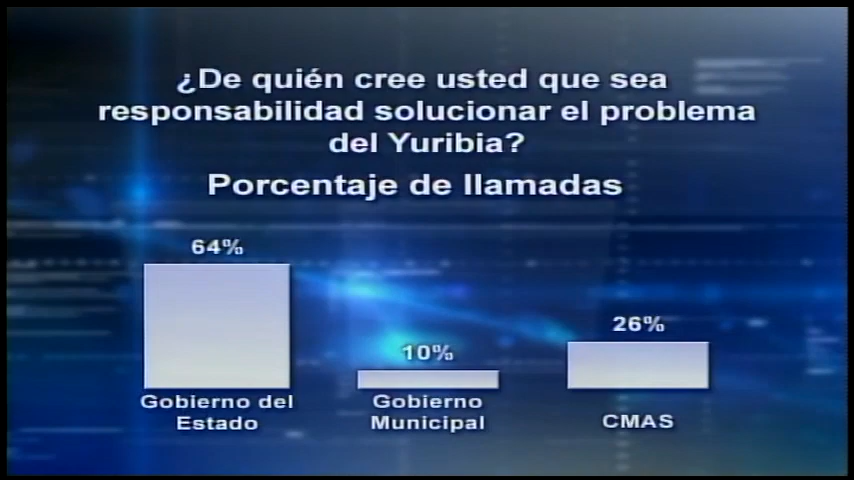 ¿De quién cree usted que sea
responsabilidad solucionar el problema
del Yuribia?
Porcentaje de llamadas
64%
10%
26%
Gobierno del
Estado
Gobierno
Municipal
CMAS